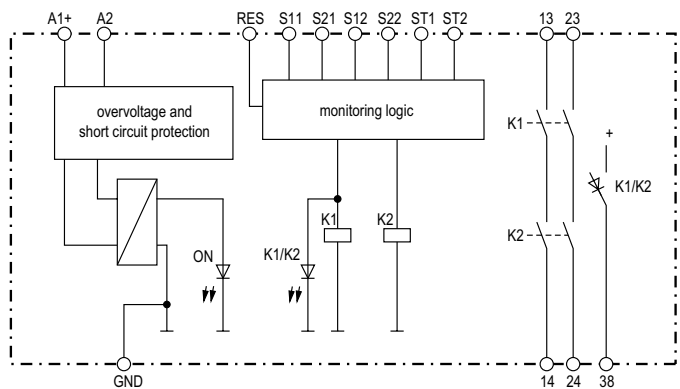 A1+ A2 RES S11 S21 S12 S22 ST1 ST2 13 23
overvoltage and
short circuit protection
monitoring logic
K1
+
K1/K2
K1 K2
K2
ON K1/K2
GND 14 24 38